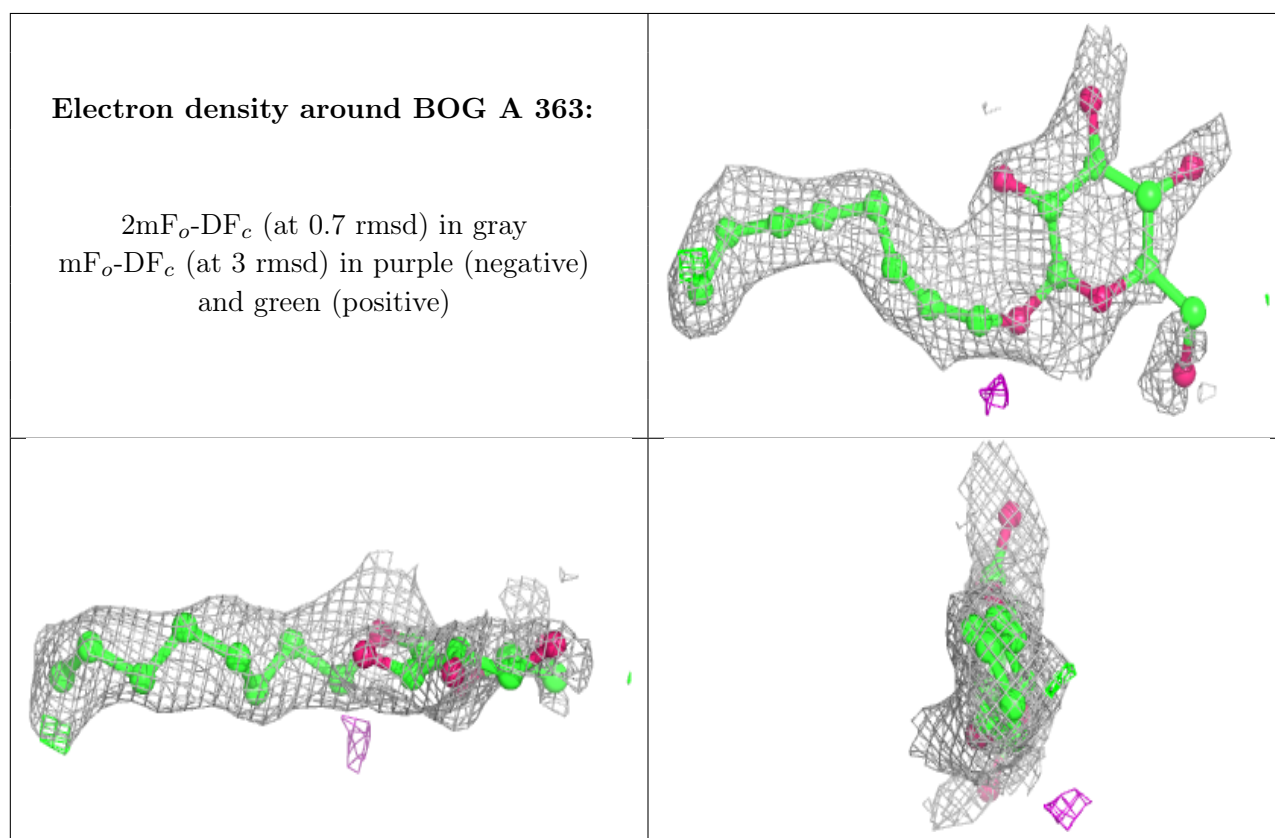 Electron density around BOG A 363:
2mFo-DFc (at 0.7 rmsd) in gray
mFo-DFc (at 3 rmsd) in purple (negative)
and green (positive)